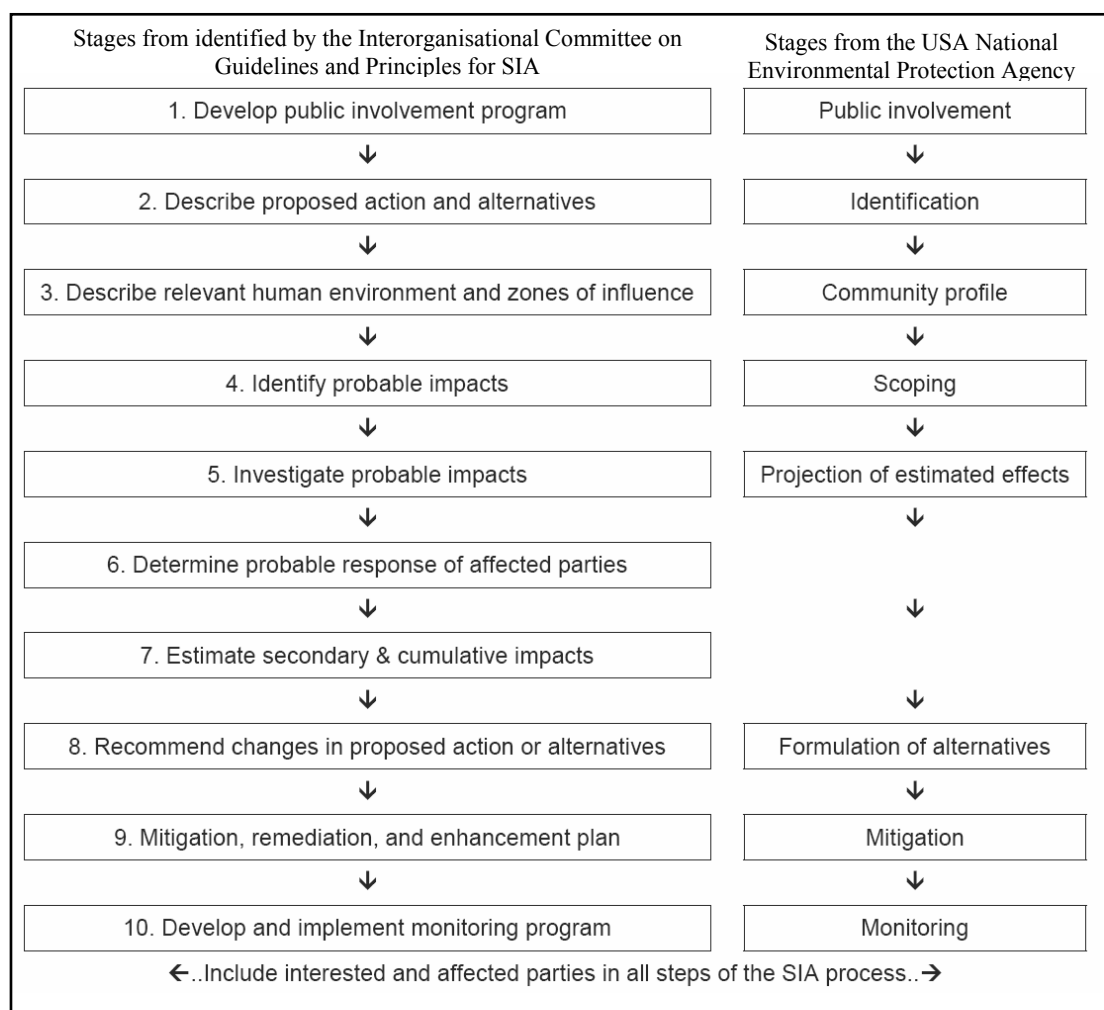 Stages from identified by the Interorganisational Committee on
Guidelines and Principles for SIA
Stages from the USA National
Environmental Protection Agency
1. Develop public involvement program
Public involvement
2. Describe proposed action and alternatives
Identification
3. Describe relevant human environment and zones of influence
Community profile
4. Identify probable impacts
Scoping
5. Investigate probable impacts
Projection of estimated effects
6. Determine probable response of affected parties
7. Estimate secondary & cumulative impacts
8. Recommend changes in proposed action or alternatives
Formulation of alternatives
9. Mitigation, remediation, and enhancement plan
Mitigation
10. Develop and implement monitoring program
Monitoring
←..Include interested and affected parties in all steps of the SIA process..→